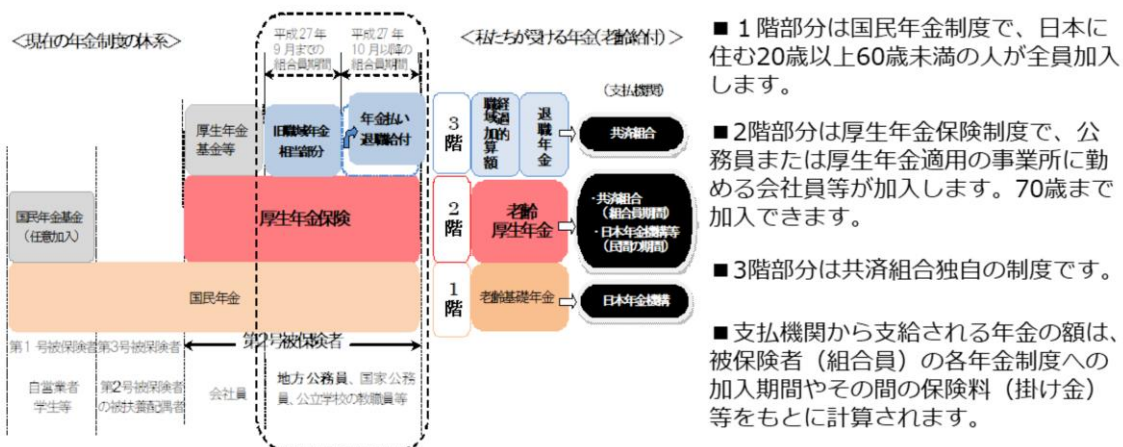 <現在の年金制度の体系>
平成27年
9月までの
組合員期間
平成27年
10月以降の
組合員期間
<私たちが受ける年金(老齢給付)>
(支払機関)
厚生年金
基金等
旧職域年金
相当部分
年金払い
退職給付
3
階
経過的
職域加算額
退職年金
共済組合
国民年金基金
(任意加入)
厚生年金保険
2
階
老齢
厚生年金
・共済組合
(組合員期間)
・日本年金機構等
(民間の期間)
国民年金
1
階
老齢基礎年金
日本年金機構
第1号被保険者
第3号被保険者
第2号被保険者
自営業者
学生等
第2号被保険者
の被扶養配偶者
会社員
地方公務員、国家公務
員、公立学校の教職員等
■1階部分は国民年金制度で、日本に
住む20歳以上60歳未満の人が全員加入
します。
■2階部分は厚生年金保険制度で、公
務員または厚生年金適用の事業所に勤
める会社員等が加入します。70歳まで
加入できます。
■3階部分は共済組合独自の制度です。
■支払機関から支給される年金の額は、
被保険者（組合員）の各年金制度への
加入期間やその間の保険料（掛け金）
等をもとに計算されます。